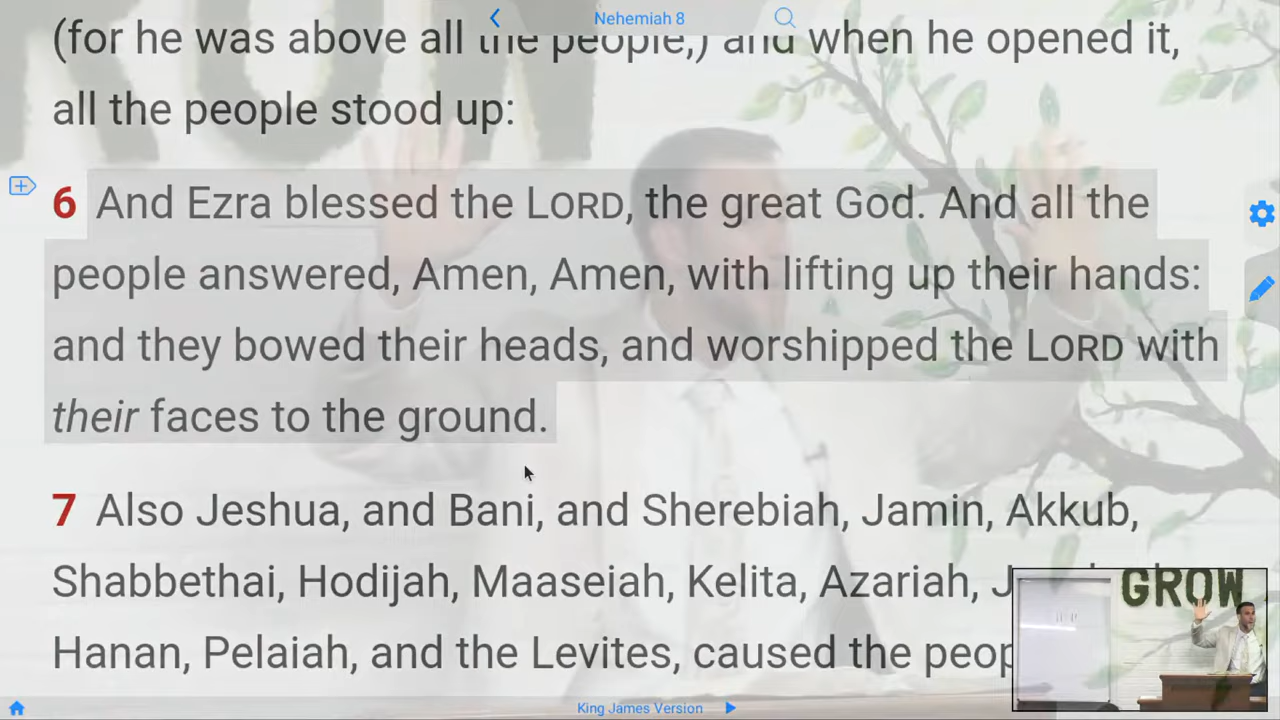 Nehemiah 8
(for he was above all the people,) and when he opened it,
all the people stood up:
6 And Ezra blessed the LORD, the great God. And all the
people answered, Amen, Amen, with lifting up their hands:
and they bowed their heads, and worshipped the LORD with
their faces to the ground.
7 Also Jeshua, and Bani, and Sherebiah, Jamin, Akkub,
Shabbethai, Hodijah, Maaseiah, Kelita, Azariah,
Hanan, Pelaiah, and the Levites, caused the
GROW
King James Version